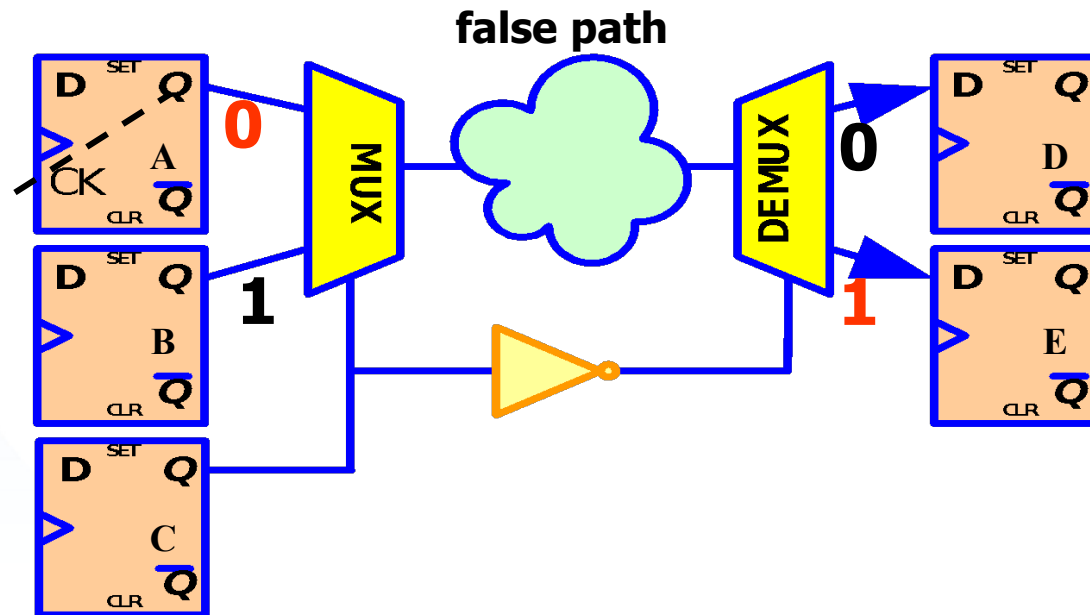 false path
SET
D Q
CK
A
Q
CLR
0
SET
D Q
B
Q
CLR
1
SET
D Q
C
Q
CLR
MUX
DEMUX
0
1
SET
D Q
D
Q
CLR
SET
D Q
E
Q
CLR